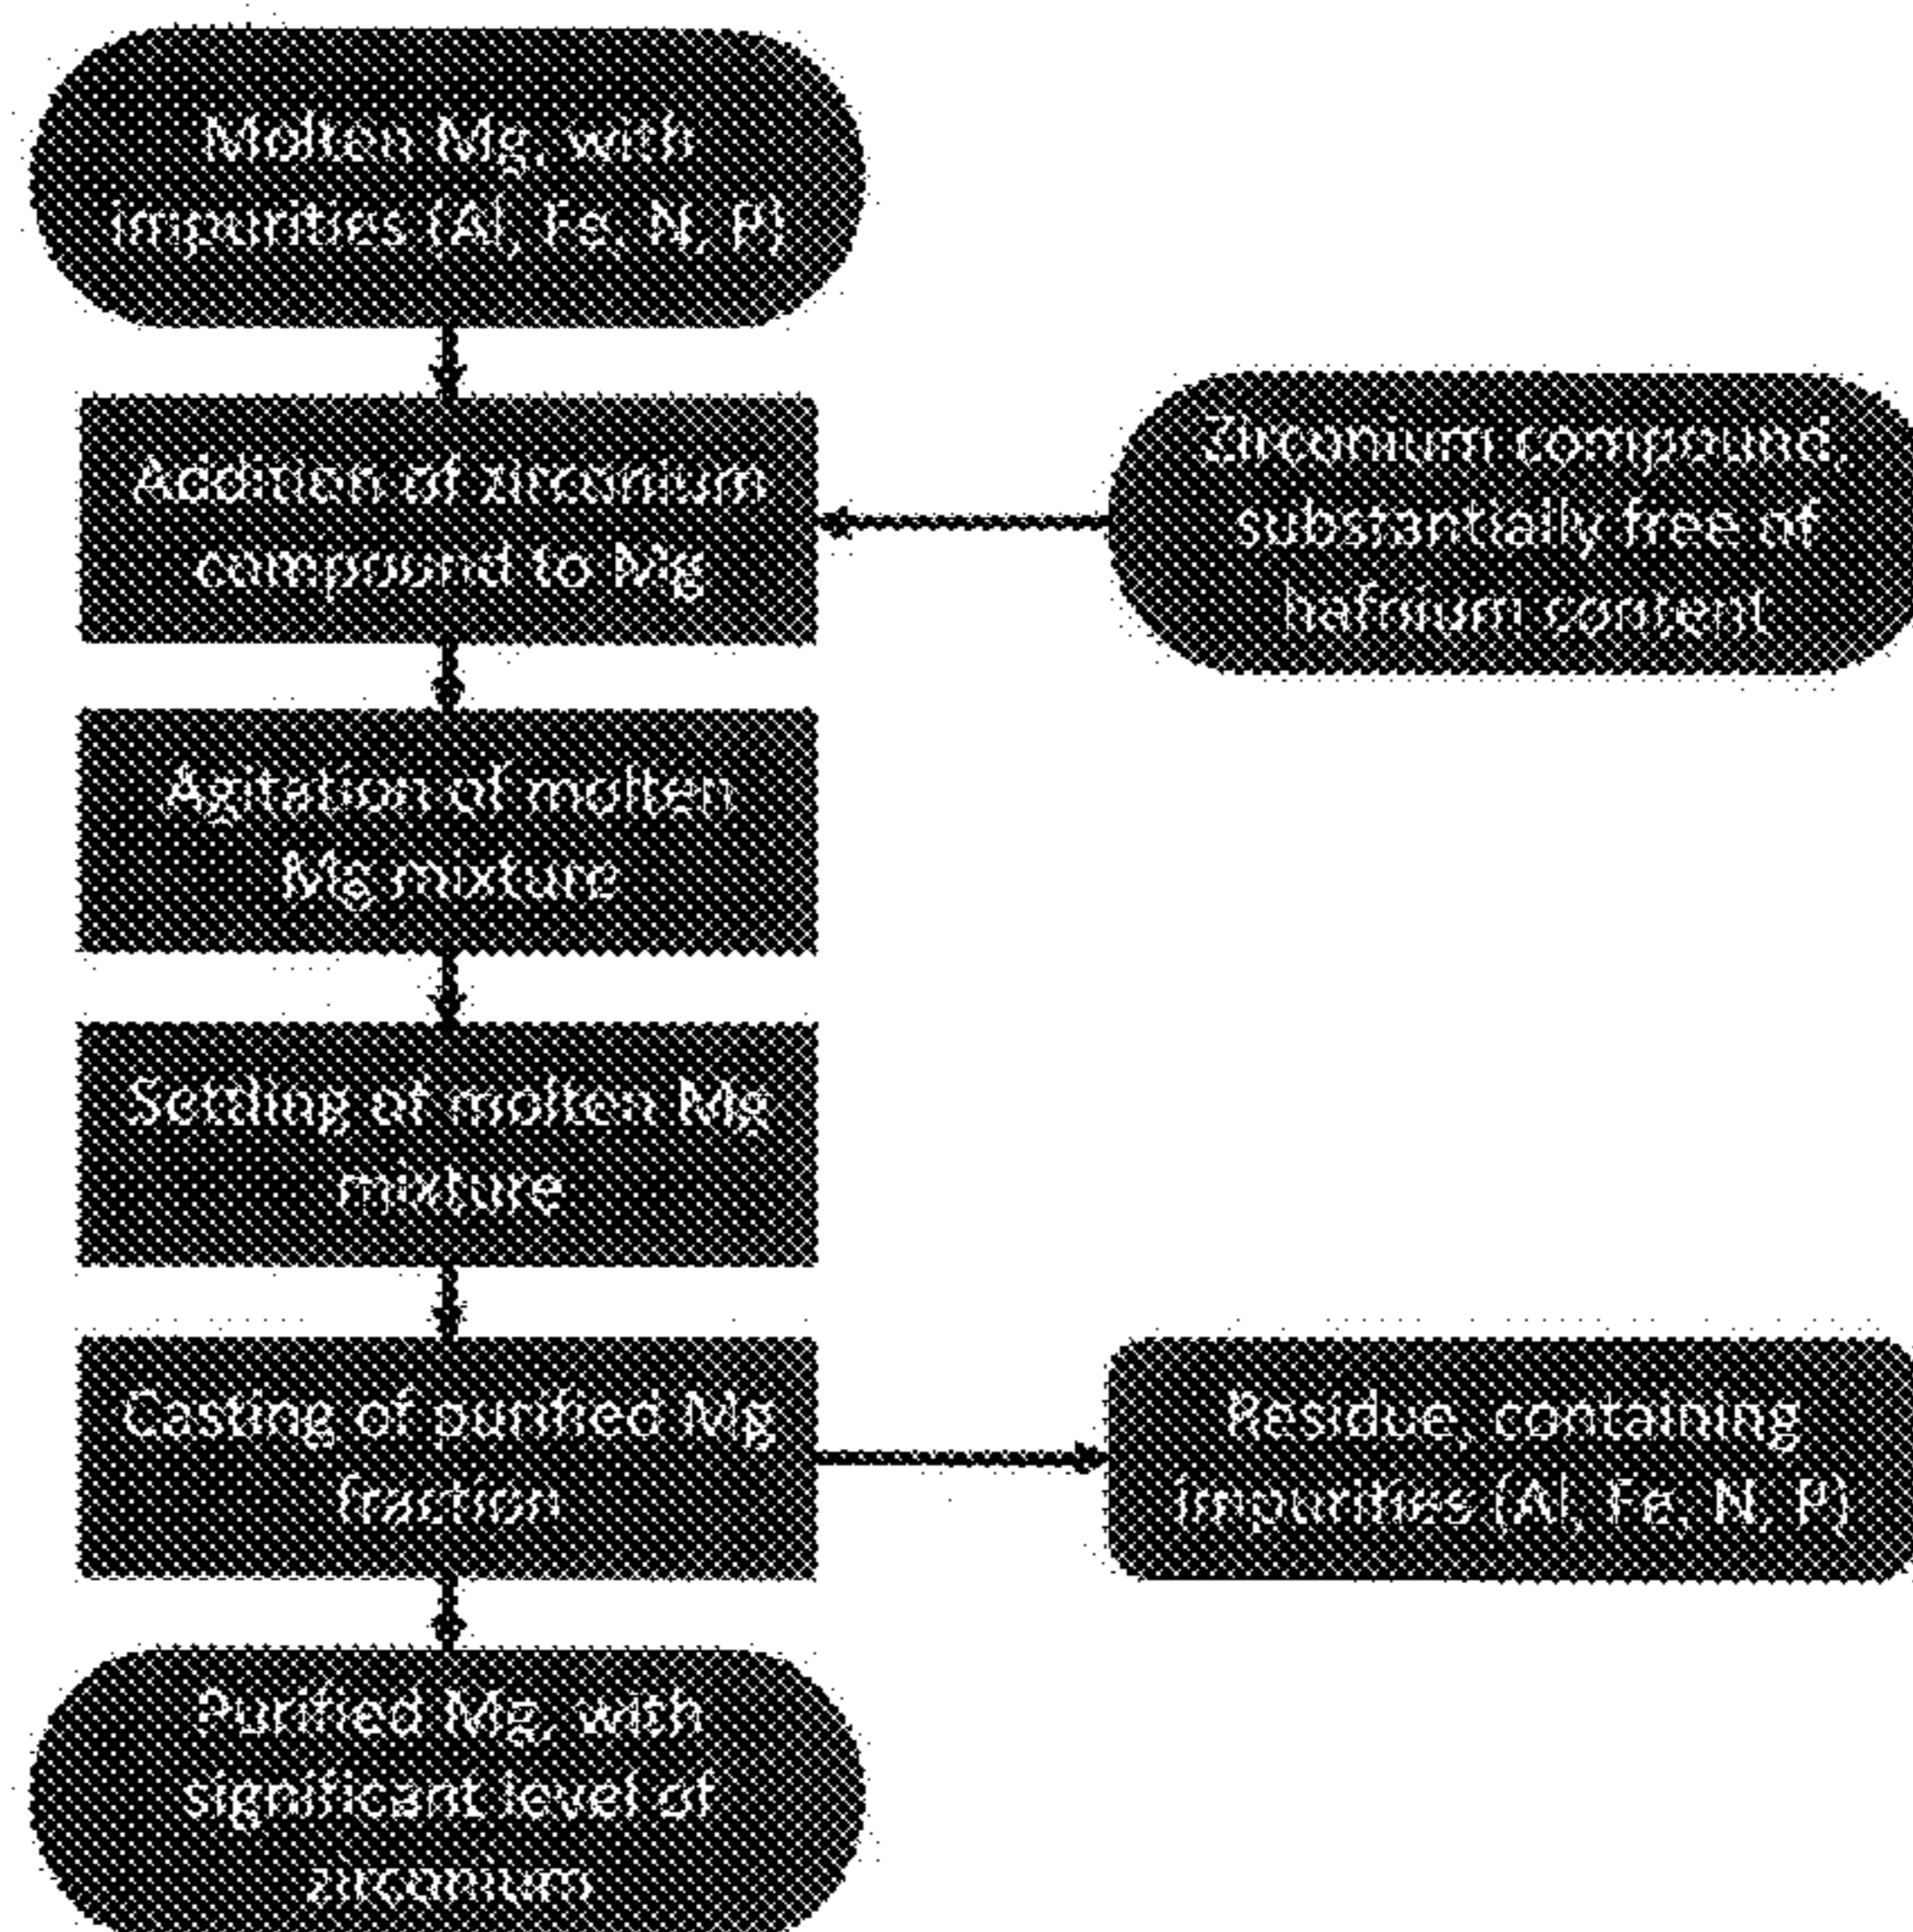 Molten Mg, with
impurities (Al, Fe, N, P)
Addition of zirconium
compound to Mg
Zirconium compound,
substantially free of
hafnium content
Agitation of molten
Mg mixture
Settling of molten Mg
mixture
Casting of purified Mg
fraction
Residue, containing
impurities (Al, Fe, N, P)
Purified Mg, with
significant level of
zirconium